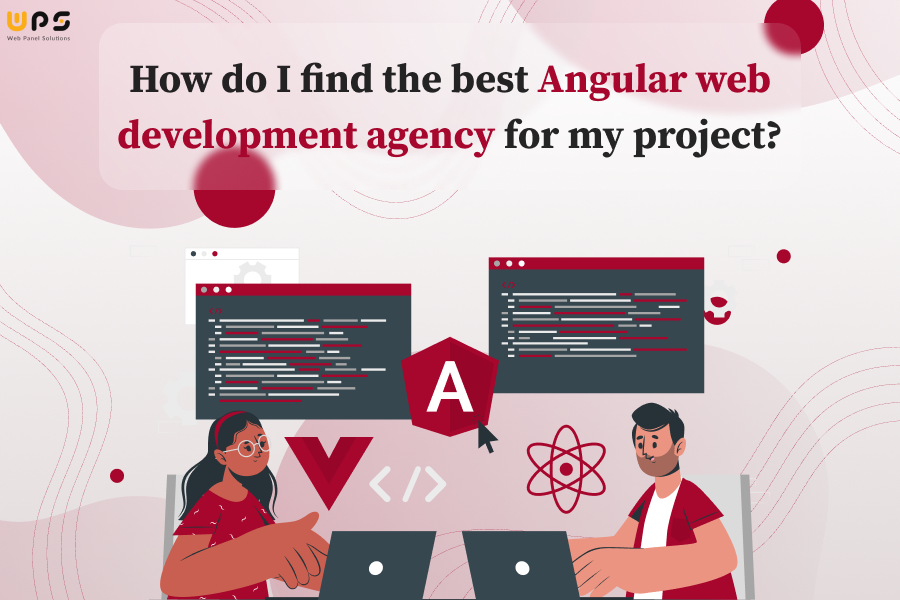 WPS
Web Panel Solutions
How do I find the best Angular web
development agency for my project?
A
</>